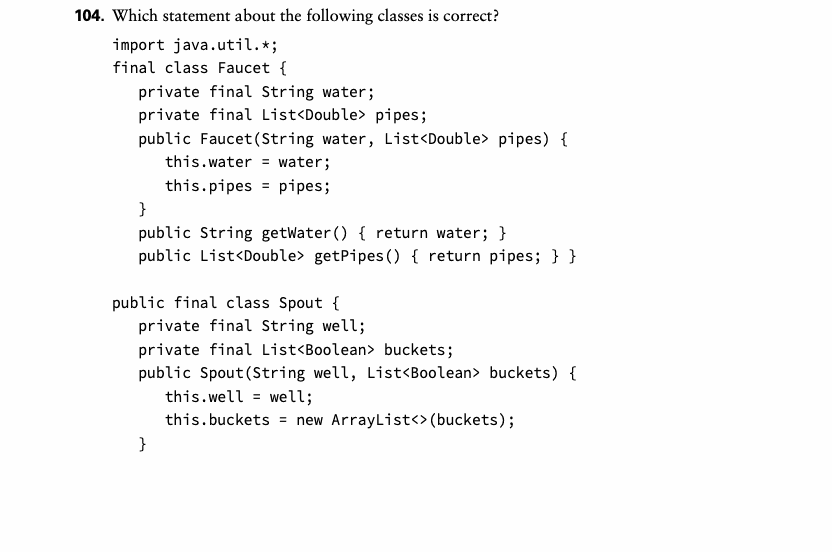 104. Which statement about the following classes is correct?
import java.util.*;
final class Faucet {
   private final String water;
   private final List<Double> pipes;
   public Faucet(String water, List<Double> pipes) {
      this.water = water;
      this.pipes = pipes;
   }
   public String getWater() { return water; }
   public List<Double> getPipes() { return pipes; } }
public final class Spout {
   private final String well;
   private final List<Boolean> buckets;
   public Spout(String well, List<Boolean> buckets) {
      this.well = well;
      this.buckets = new ArrayList<>(buckets);
   }